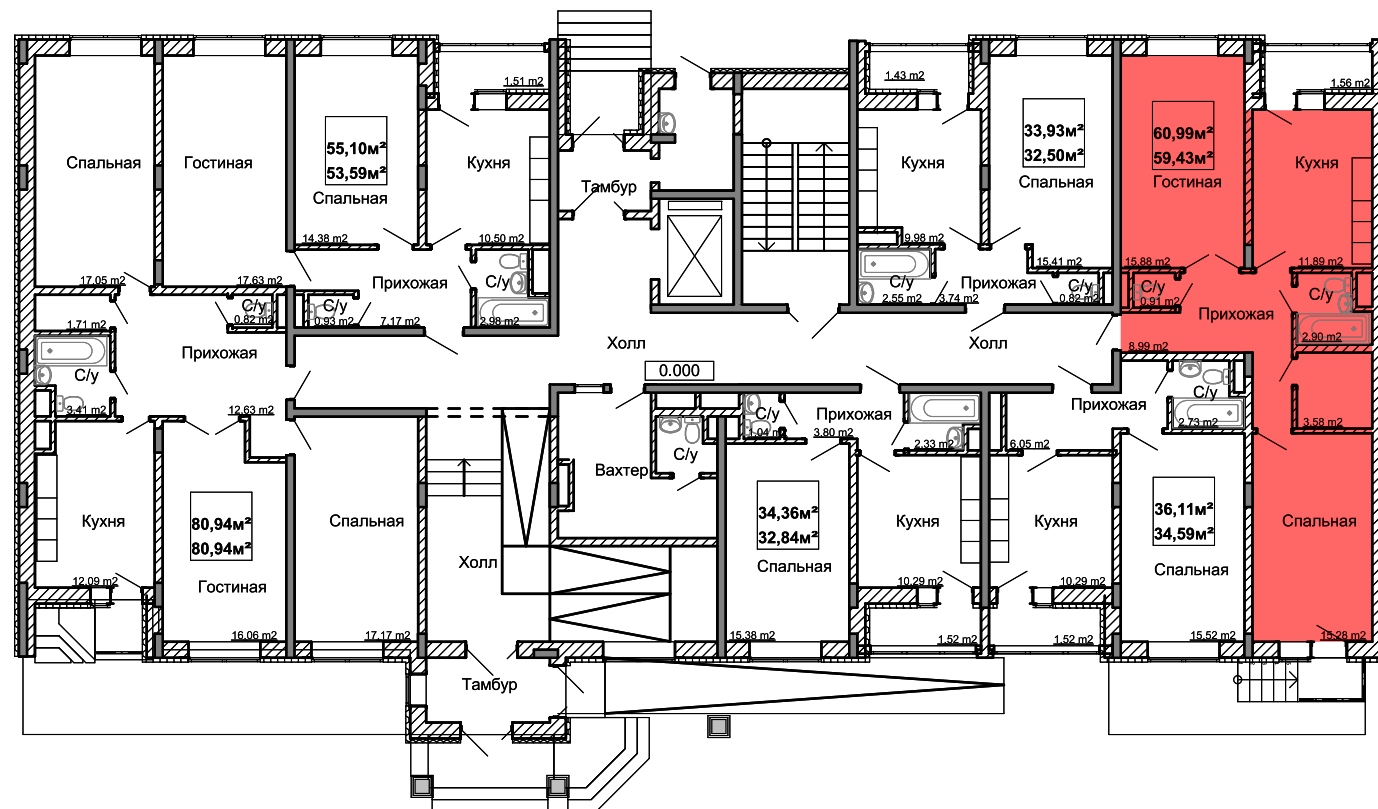 1.51 m2
1.43 m2
1.56 m2
55,10м²
53,59м²
Спальная
33,93м²
32,50м²
Спальная
60,99м²
59,43м²
Гостиная
Спальная
Гостиная
Кухня
Тамбур
Кухня
Кухня
14.38 m2
10.50 m2
9.98 m2
15.41 m2
15.88 m2
11.89 m2
17.05 m2
17.63 m2
Прихожая
С/у
С/у
Прихожая
С/у
С/у
С/у
С/у
С/у
1.71 m2
0.82 m2
0.93 m2
7.17 m2
2.98 m2
2.55 m2
3.74 m2
0.82 m2
0.91 m2
Прихожая
2.90 m2
Прихожая
Холл
Холл
8.99 m2
0.000
С/у
С/у
3.41 m2
12.63 m2
С/у
1.04 m2
Прихожая
3.80 m2
2.33 m2
Прихожая
6.05 m2
2.73 m2
3.58 m2
С/у
Вахтер
80,94м²
80,94м²
Гостиная
Кухня
Спальная
34,36м²
32,84м²
Спальная
Кухня
Кухня
36,11м²
34,59м²
Спальная
Спальная
Холл
12.09 m2
10.29 m2
10.29 m2
16.06 m2
17.17 m2
15.38 m2
1.52 m2
1.52 m2
15.52 m2
15.28 m2
Тамбур